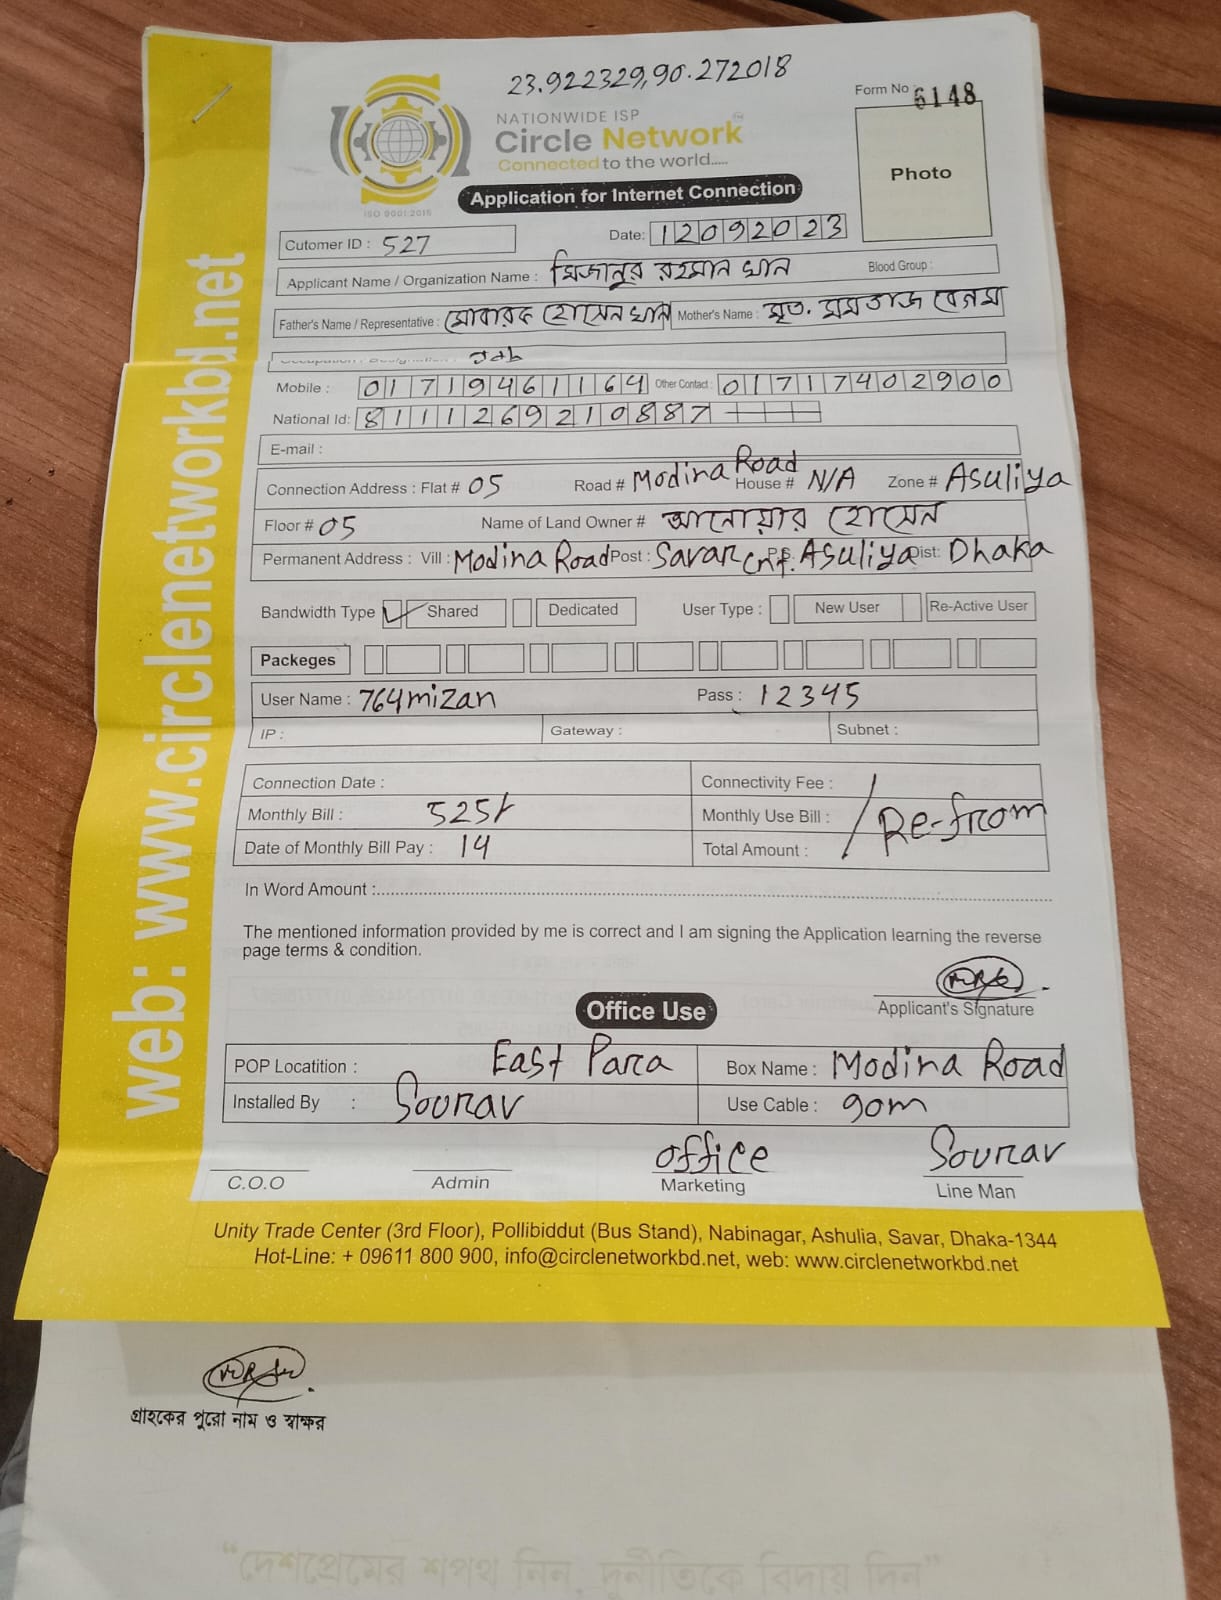 23.922329,90.272018
Form No 6148
NATIONWIDE ISP
Circle Network
Connected to the world.....
ISO 9001:2015
Photo
Application for Internet Connection
Cutomer ID : 527
Date: 12092023
Applicant Name / Organization Name : মিজানুর রহমান খান Blood Group :
Father's Name / Representative : মোবারক হোসেন খান Mother's Name : মৃত. মমতাজ বেগম
Job
Mobile : 01719461164 Other Contact : 01717402900
National Id: 8111269210887
E-mail :
Connection Address : Flat # 05 Road # Modina Road House # N/A Zone # Asuliya
Floor # 05 Name of Land Owner # আনোয়ার হোসেন
Permanent Address : Vill : Modina Road Post : Savar Cnt. P.S: Asuliya Dist: Dhaka
Bandwidth Type Shared Dedicated User Type : New User Re-Active User
Packeges
User Name : 764mizan Pass : 12345
IP : Gateway : Subnet :
Connection Date : Connectivity Fee :
Monthly Bill : 525/- Monthly Use Bill : Re-from
Date of Monthly Bill Pay : 14 Total Amount :
In Word Amount :
The mentioned information provided by me is correct and I am signing the Application learning the reverse
page terms & condition.
Applicant's Signature
Office Use
POP Locatition : East Para Box Name : Modina Road
Installed By : Sourav Use Cable : 90m
office Sourav
C.O.O Admin Marketing Line Man
Unity Trade Center (3rd Floor), Pollibiddut (Bus Stand), Nabinagar, Ashulia, Savar, Dhaka-1344
Hot-Line: + 09611 800 900, info@circlenetworkbd.net, web: www.circlenetworkbd.net
web: www.circlenetworkbd.net
গ্রাহকের পুরো নাম ও স্বাক্ষর
“দেশপ্রেমের শপথ নিন, দুর্নীতিকে বিদায় দিন”